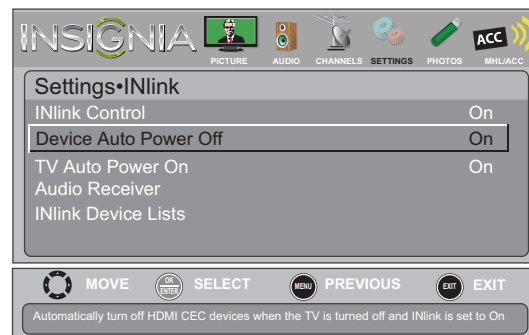 INSIGNIA
PICTURE AUDIO CHANNELS SETTINGS PHOTOS MHL/ACC
ACC
Settings•INlink
INlink Control On
Device Auto Power Off On
TV Auto Power On On
Audio Receiver
INlink Device Lists
MOVE OK ENTER SELECT MENU PREVIOUS EXIT EXIT
Automatically turn off HDMI CEC devices when the TV is turned off and INlink is set to On